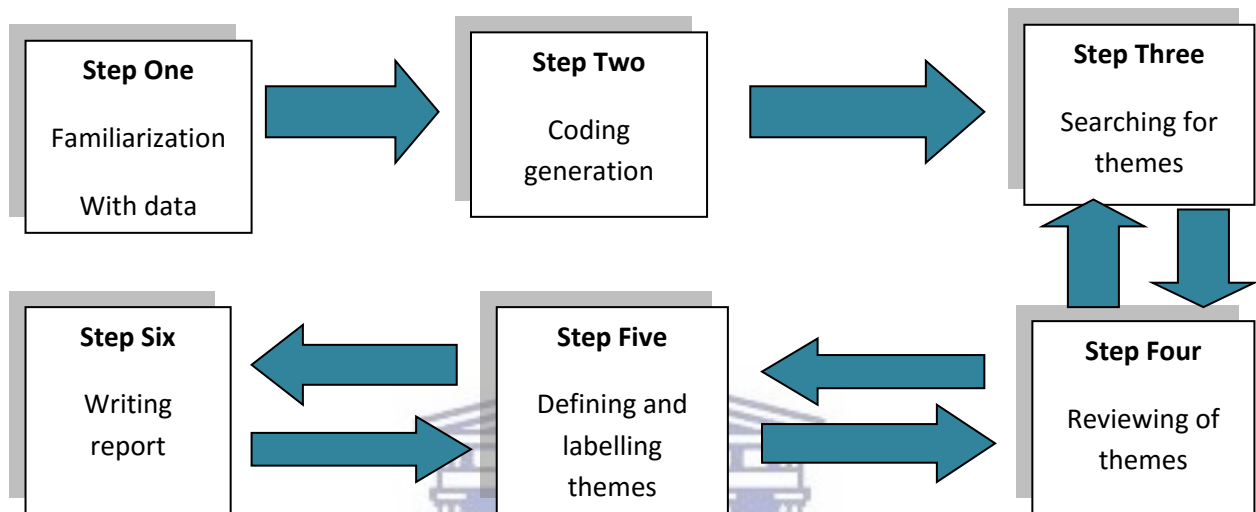 Step One
Familiarization
With data
Step Two
Coding
generation
Step Three
Searching for
themes
Step Six
Writing
report
Step Five
Defining and
labelling
themes
Step Four
Reviewing of
themes